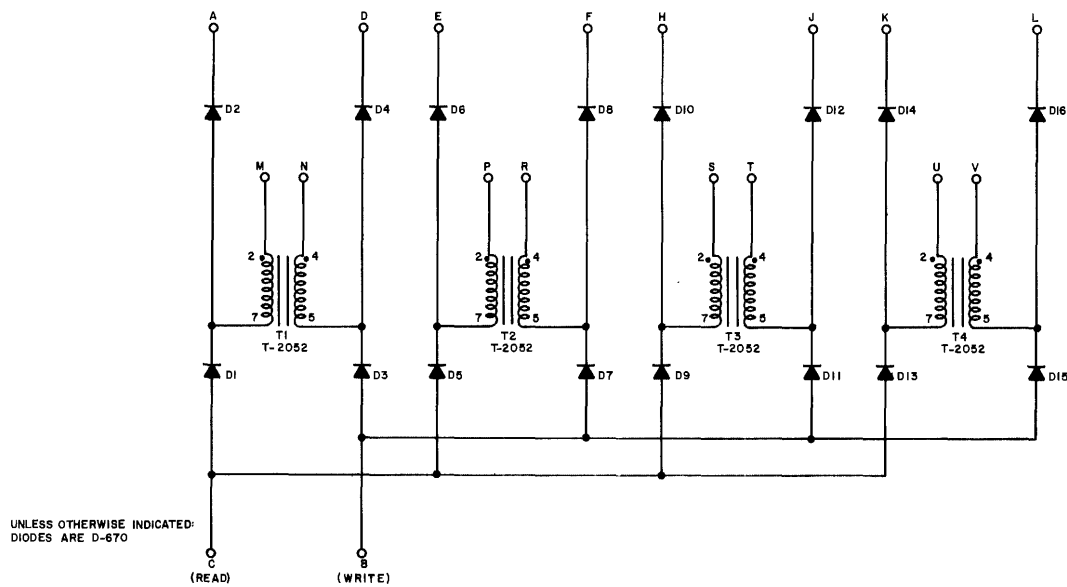 A D E F H J K L
D2 D4 D6 D8 D10 D12 D14 D16
M N P R S T U V
2 4 2 4 2 4 2 4
7 5 7 5 7 5 7 5
T1 T2 T3 T4
T-2052 T-2052 T-2052 T-2052
D1 D3 D5 D7 D9 D11 D13 D15
UNLESS OTHERWISE INDICATED:
DIODES ARE D-670
C B
(READ) (WRITE)